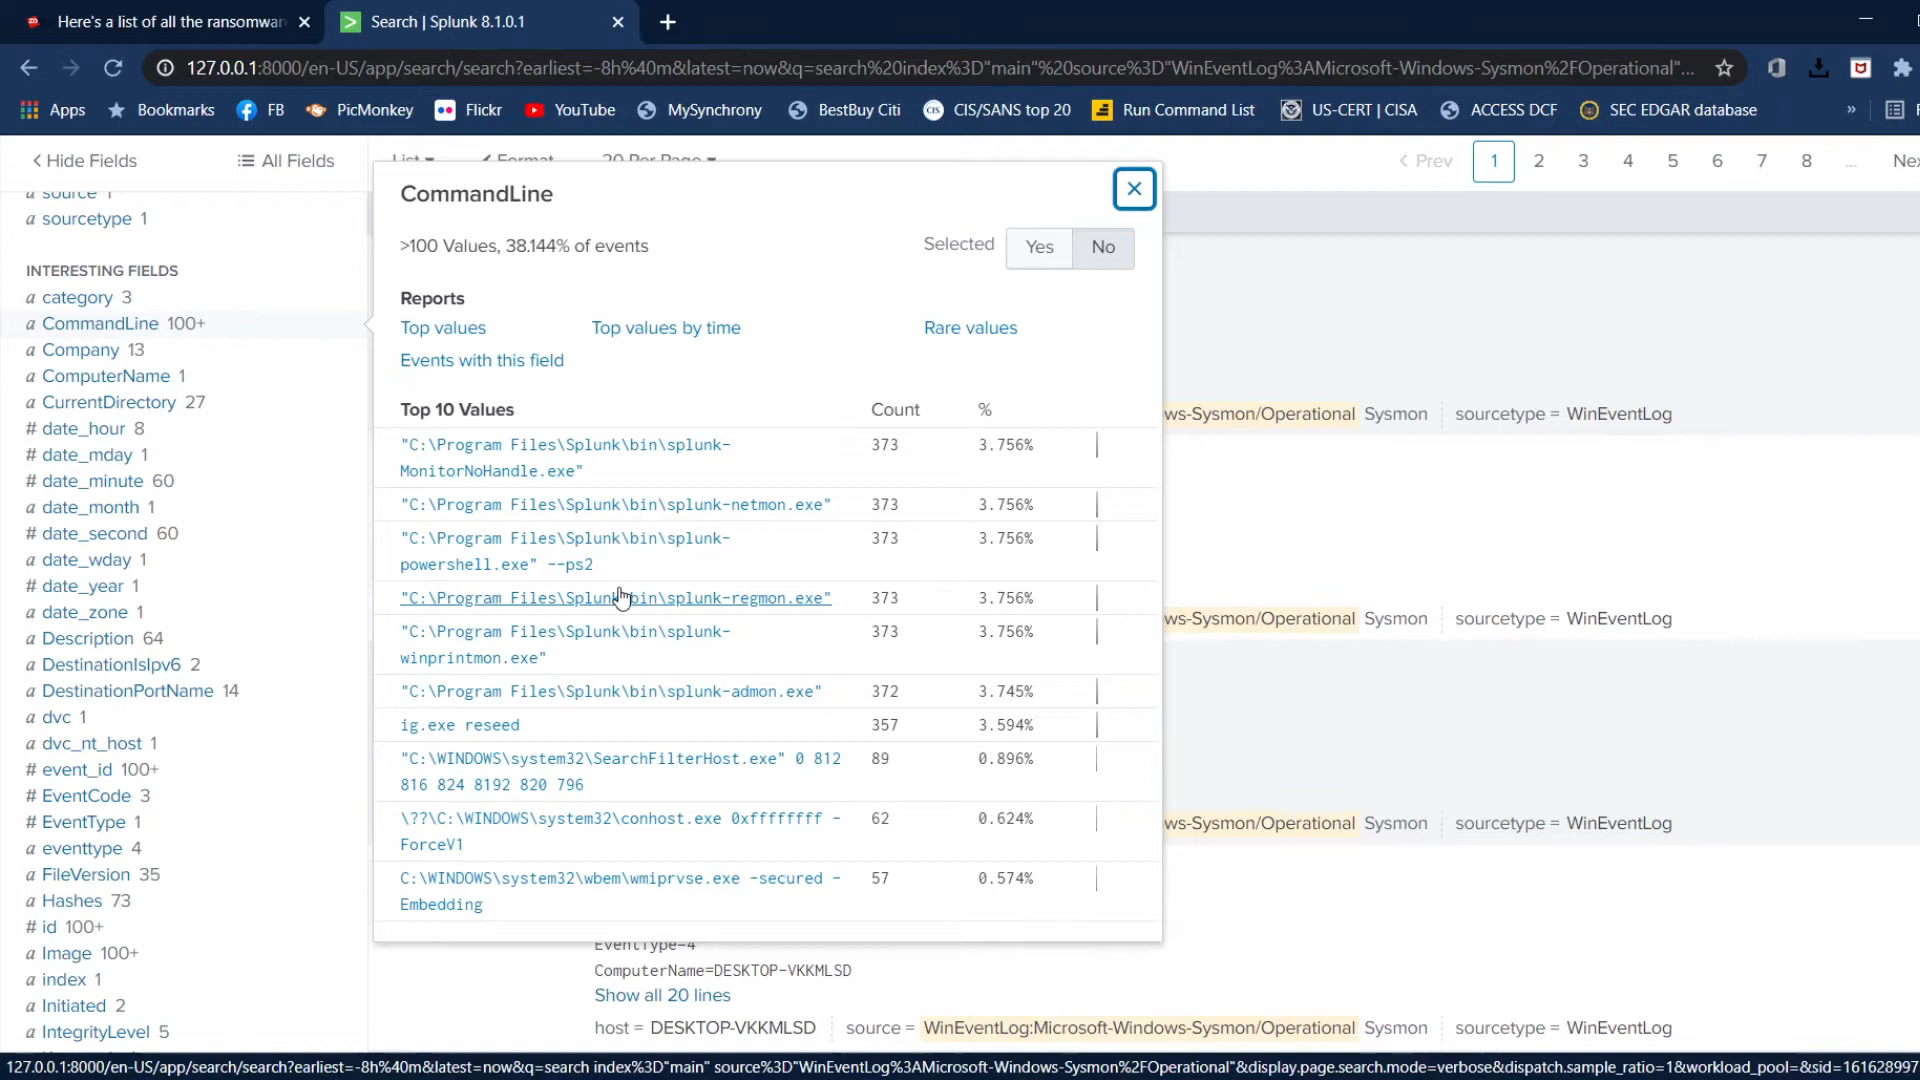 Here's a list of all the ransomwar
Search | Splunk 8.1.0.1
127.0.0.1:8000/en-US/app/search/search?earliest=-8h%40m&latest=now&q=search%20index%3D"main"%20source%3D"WinEventLog%3AMicrosoft-Windows-Sysmon%2FOperational"...
Apps
Bookmarks
FB
PicMonkey
Flickr
YouTube
MySynchrony
BestBuy Citi
CIS/SANS top 20
Run Command List
US-CERT | CISA
ACCESS DCF
SEC EDGAR database
»
Hide Fields
All Fields
List
Format
20 Per Page
< Prev 1 2 3 4 5 6 7 8 ... Nex
a source 1
a sourcetype 1
INTERESTING FIELDS
a category 3
a CommandLine 100+
a Company 13
a ComputerName 1
a CurrentDirectory 27
# date_hour 8
# date_mday 1
# date_minute 60
a date_month 1
# date_second 60
a date_wday 1
# date_year 1
a date_zone 1
a Description 64
a DestinationIsIpv6 2
a DestinationPortName 14
a dvc 1
a dvc_nt_host 1
# event_id 100+
# EventCode 3
# EventType 1
a eventtype 4
a FileVersion 35
a Hashes 73
# id 100+
a Image 100+
a index 1
a Initiated 2
a IntegrityLevel 5
CommandLine
>100 Values, 38.144% of events
Selected Yes No
Reports
Top values
Top values by time
Rare values
Events with this field
Top 10 Values Count %
"C:\Program Files\Splunk\bin\splunk- 373 3.756%
MonitorNoHandle.exe"
"C:\Program Files\Splunk\bin\splunk-netmon.exe" 373 3.756%
"C:\Program Files\Splunk\bin\splunk- 373 3.756%
powershell.exe" --ps2
"C:\Program Files\Splunk\bin\splunk-regmon.exe" 373 3.756%
"C:\Program Files\Splunk\bin\splunk- 373 3.756%
winprintmon.exe"
"C:\Program Files\Splunk\bin\splunk-admon.exe" 372 3.745%
ig.exe reseed 357 3.594%
"C:\WINDOWS\system32\SearchFilterHost.exe" 0 812 89 0.896%
816 824 8192 820 796
\??\C:\WINDOWS\system32\conhost.exe 0xffffffff - 62 0.624%
ForceV1
C:\WINDOWS\system32\wbem\wmiprvse.exe -secured - 57 0.574%
Embedding
ws-Sysmon/Operational Sysmon sourcetype = WinEventLog
ws-Sysmon/Operational Sysmon sourcetype = WinEventLog
ws-Sysmon/Operational Sysmon sourcetype = WinEventLog
EventType=4
ComputerName=DESKTOP-VKKMLSD
Show all 20 lines
host = DESKTOP-VKKMLSD source = WinEventLog:Microsoft-Windows-Sysmon/Operational Sysmon sourcetype = WinEventLog
127.0.0.1:8000/en-US/app/search/search?earliest=-8h%40m&latest=now&q=search index%3D"main" source%3D"WinEventLog%3AMicrosoft-Windows-Sysmon%2FOperational"&display.page.search.mode=verbose&dispatch.sample_ratio=1&workload_pool=&sid=161628997